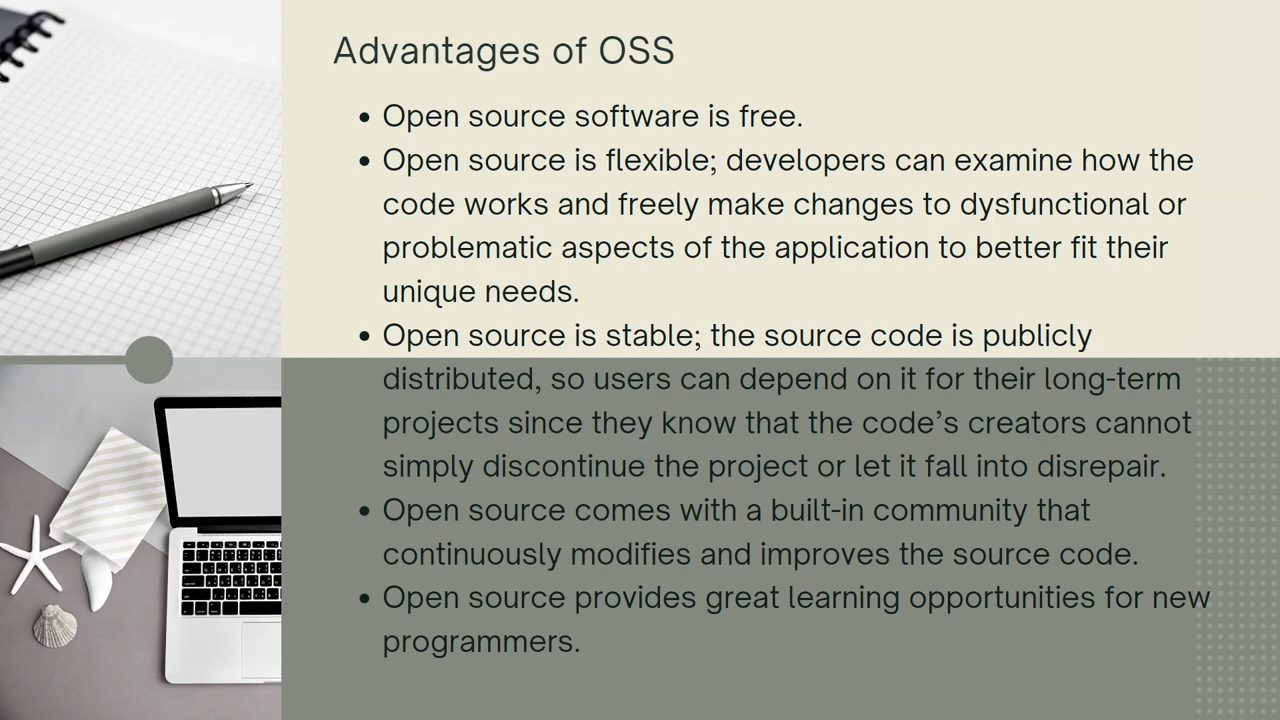 Advantages of OSS
• Open source software is free.
• Open source is flexible; developers can examine how the
code works and freely make changes to dysfunctional or
problematic aspects of the application to better fit their
unique needs.
• Open source is stable; the source code is publicly
distributed, so users can depend on it for their long-term
projects since they know that the code’s creators cannot
simply discontinue the project or let it fall into disrepair.
• Open source comes with a built-in community that
continuously modifies and improves the source code.
• Open source provides great learning opportunities for new
programmers.